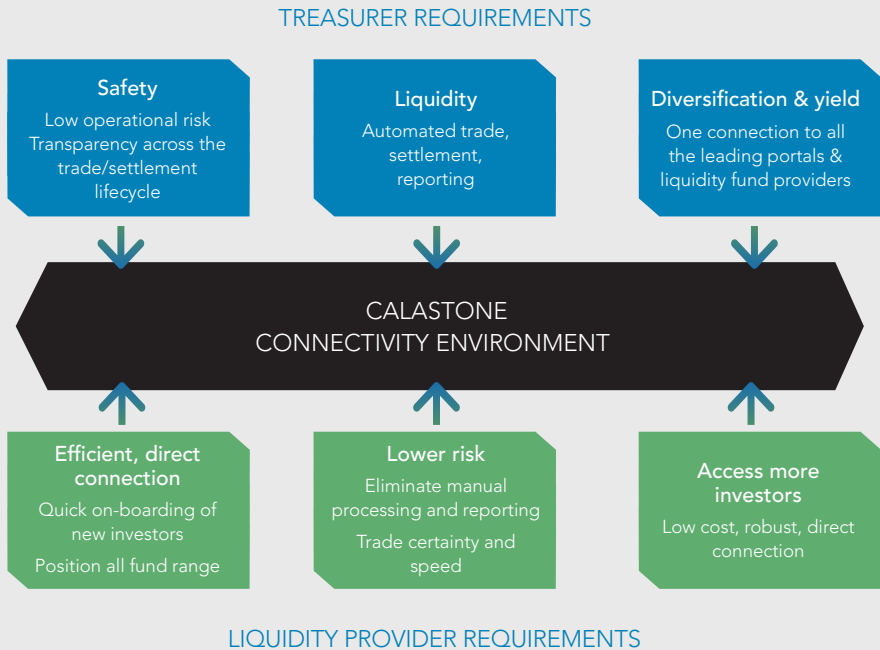 TREASURER REQUIREMENTS
Safety
Low operational risk
Transparency across the
trade/settlement
lifecycle
Liquidity
Automated trade,
settlement,
reporting
Diversification & yield
One connection to all
the leading portals &
liquidity fund providers
CALASTONE
CONNECTIVITY ENVIRONMENT
Efficient, direct
connection
Quick on-boarding of
new investors
Position all fund range
Lower risk
Eliminate manual
processing and reporting
Trade certainty and
speed
Access more
investors
Low cost, robust, direct
connection
LIQUIDITY PROVIDER REQUIREMENTS